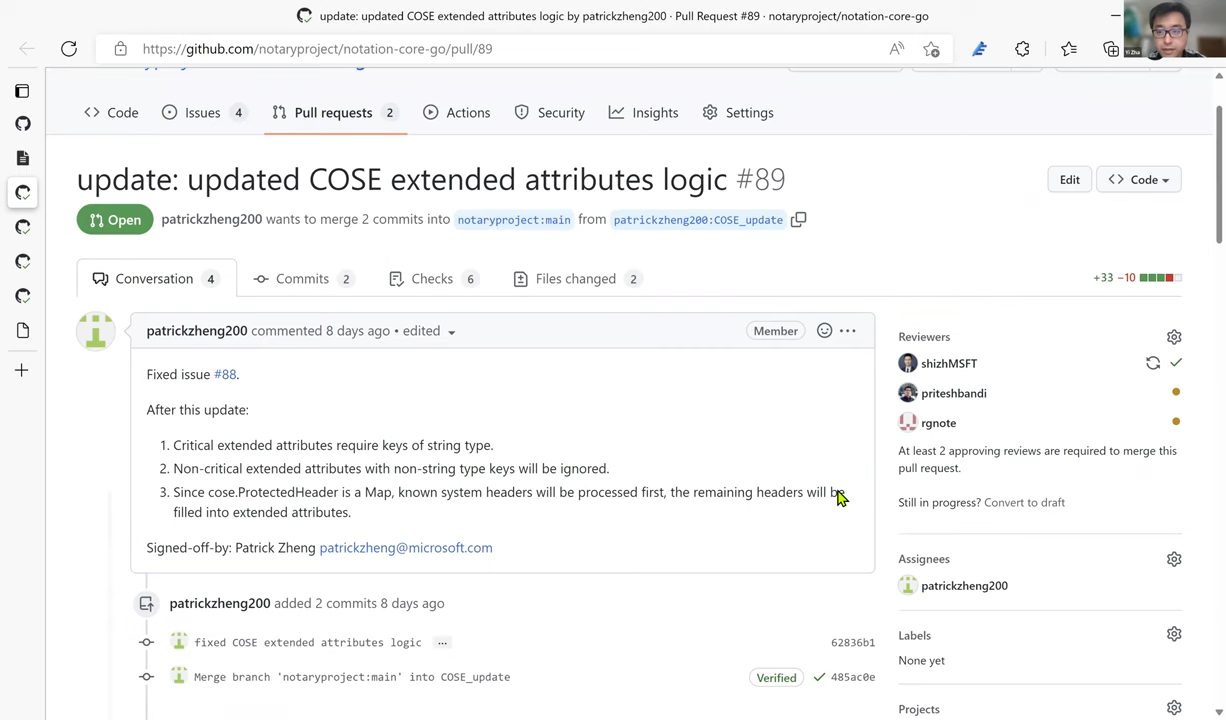 update: updated COSE extended attributes logic by patrickzheng200 · Pull Request #89 · notaryproject/notation-core-go
https://github.com/notaryproject/notation-core-go/pull/89
Yi Zha
Code
Issues 4
Pull requests 2
Actions
Security
Insights
Settings
update: updated COSE extended attributes logic #89
Edit
Code
Open
patrickzheng200 wants to merge 2 commits into notaryproject:main from patrickzheng200:COSE_update
Conversation 4
Commits 2
Checks 6
Files changed 2
+33 −10
patrickzheng200 commented 8 days ago • edited
Member
Fixed issue #88.
After this update:
1. Critical extended attributes require keys of string type.
2. Non-critical extended attributes with non-string type keys will be ignored.
3. Since cose.ProtectedHeader is a Map, known system headers will be processed first, the remaining headers will be
filled into extended attributes.
Signed-off-by: Patrick Zheng patrickzheng@microsoft.com
patrickzheng200 added 2 commits 8 days ago
fixed COSE extended attributes logic ...
62836b1
Merge branch 'notaryproject:main' into COSE_update
Verified
485ac0e
Reviewers
shizhMSFT
priteshbandi
rgnote
At least 2 approving reviews are required to merge this
pull request.
Still in progress? Convert to draft
Assignees
patrickzheng200
Labels
None yet
Projects